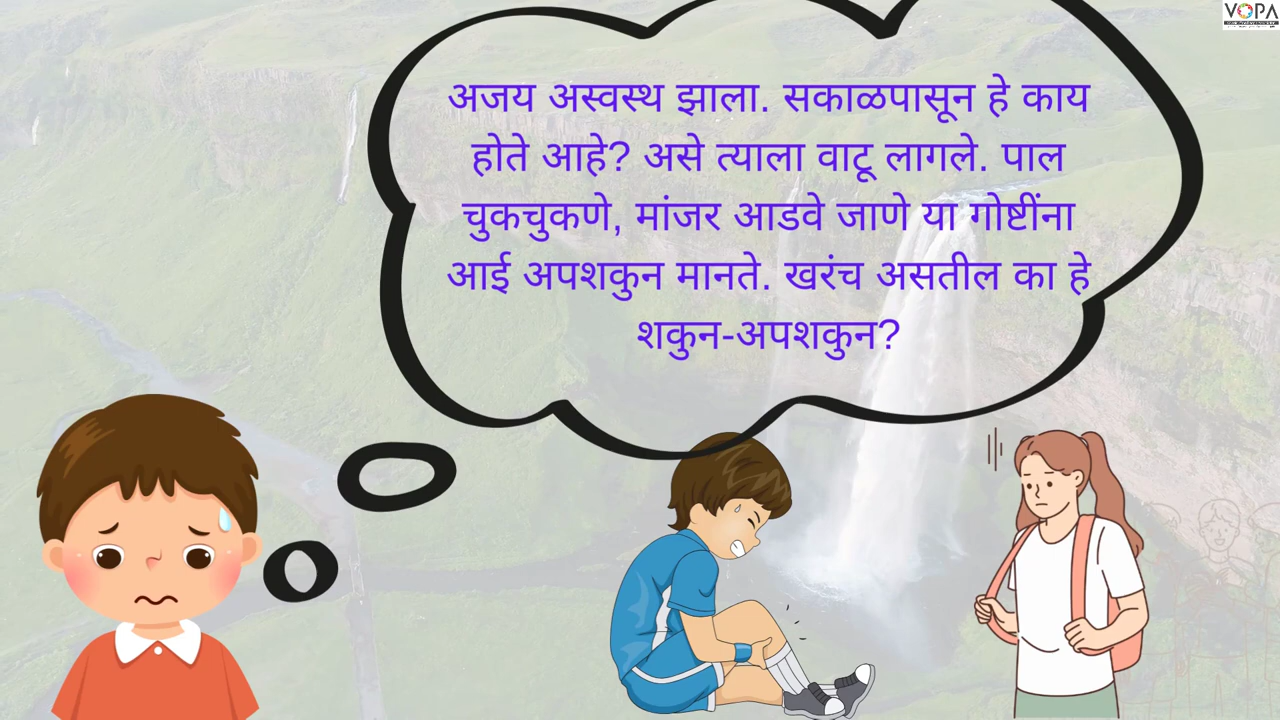 VOPA
अजय अस्वस्थ झाला. सकाळपासून हे काय
होते आहे? असे त्याला वाटू लागले. पाल
चुकचुकणे, मांजर आडवे जाणे या गोष्टींना
आई अपशकुन मानते. खरंच असतील का हे
शकुन-अपशकुन?